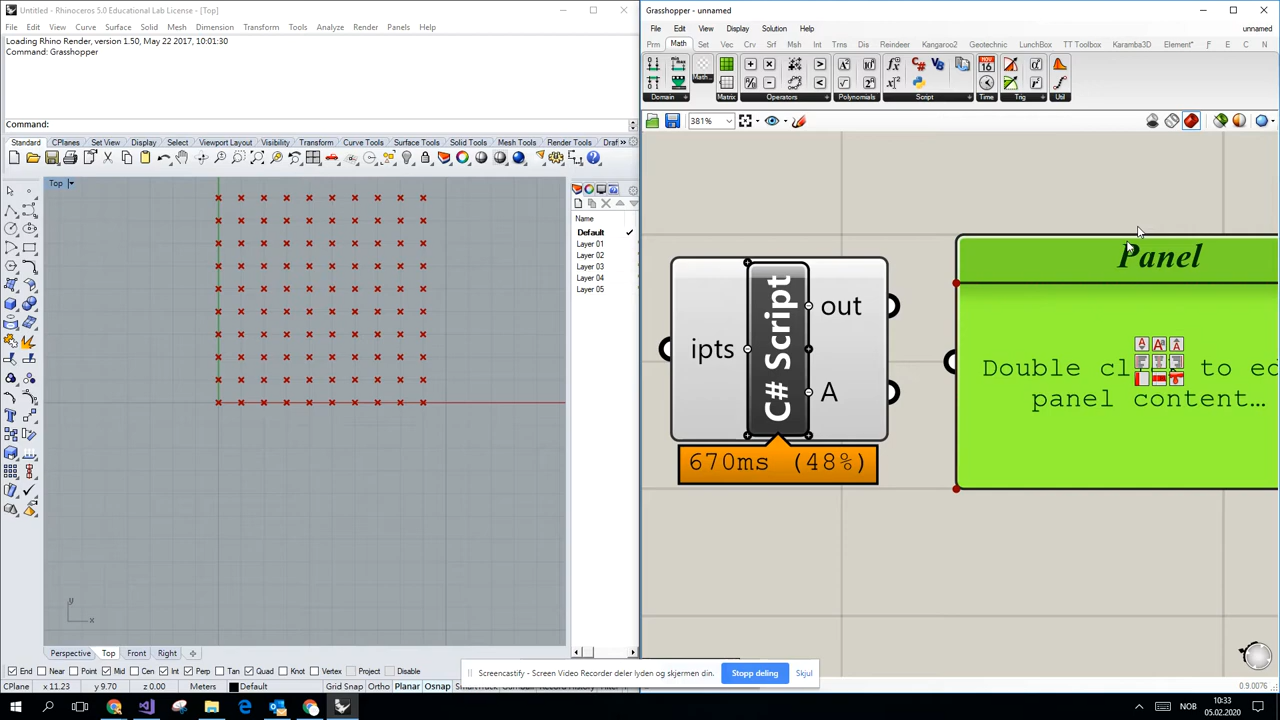 Untitled - Rhinoceros 5.0 Educational Lab License - [Top]
File Edit View Curve Surface Solid Mesh Dimension Transform Tools Analyze Render Panels Help
Loading Rhino Render, version 1.50, May 22 2017, 10:01:30
Command: Grasshopper
Command:
Standard CPlanes Set View Display Select Viewport Layout Visibility Transform Curve Tools Surface Tools Solid Tools Mesh Tools Render Tools Draf
Top
Name
Default
Layer 01
Layer 02
Layer 03
Layer 04
Layer 05
y
x
Perspective Top Front Right
End Near Point Mid Cen Int Perp Tan Quad Knot Vertex Project Disable
CPlane x 11.23 y 9.70 z 0.00 Meters Default Grid Snap Ortho Planar Osnap
Grasshopper - unnamed
File Edit View Display Solution Help
unnamed
Prm Math Set Vec Crv Srf Msh Int Trns Dis Reindeer Kangaroo2 Geotechnic LunchBox TT Toolbox Karamba3D Element* F E C N
Math...
NOV
16
Domain Matrix Operators Polynomials Script Time Trig Util
381%
ipts
C# Script
out
A
670ms (48%)
Panel
Double cl to ed
panel content…
Screencastify - Screen Video Recorder deler lyden og skjermen din.
Stopp deling
Skjul
0.9.0076
NOB
10:33
05.02.2020